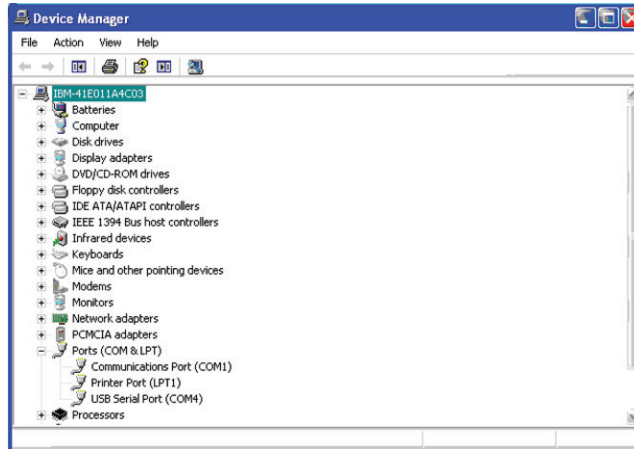 Device Manager
File Action View Help
IBM-41E011A4C03
Batteries
Computer
Disk drives
Display adapters
DVD/CD-ROM drives
Floppy disk controllers
IDE ATA/ATAPI controllers
IEEE 1394 Bus host controllers
Infrared devices
Keyboards
Mice and other pointing devices
Modems
Monitors
Network adapters
PCMCIA adapters
Ports (COM & LPT)
Communications Port (COM1)
Printer Port (LPT1)
USB Serial Port (COM4)
Processors